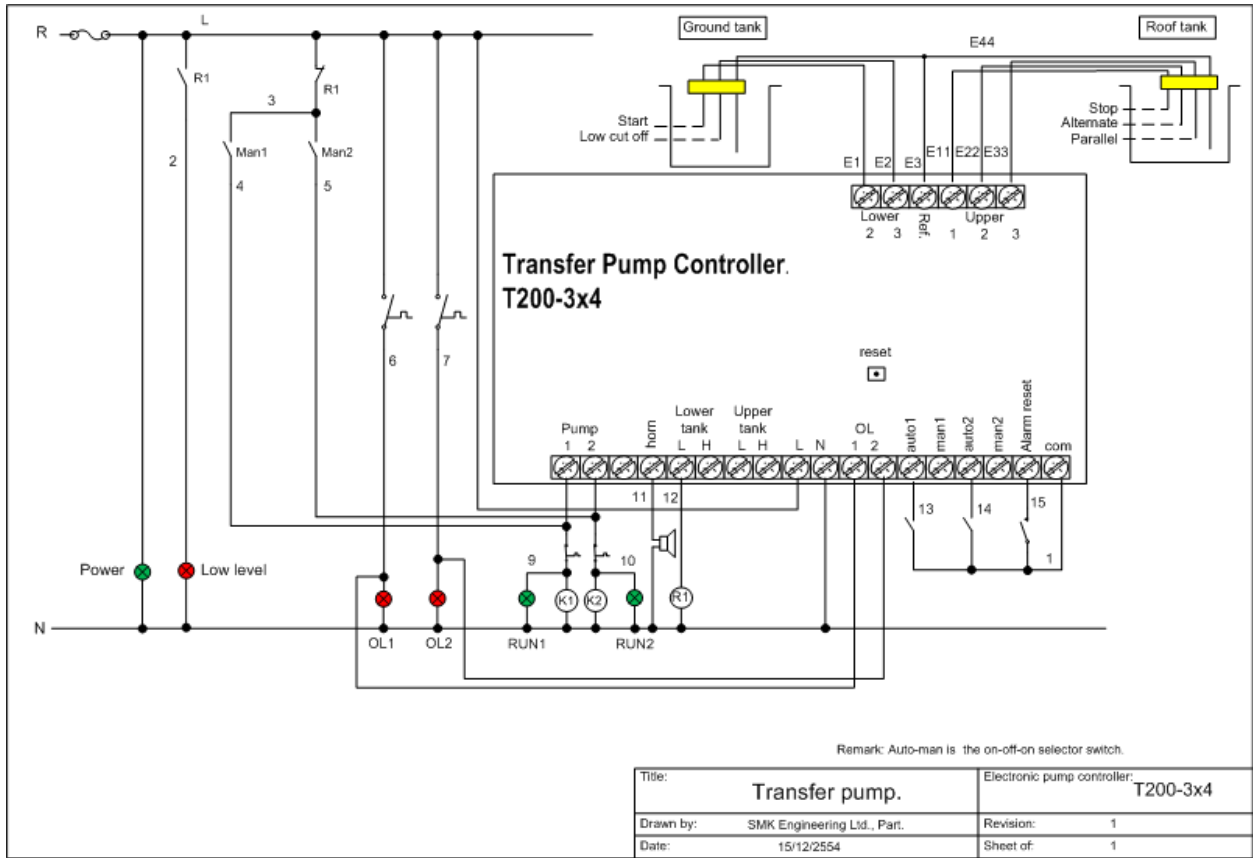 R
L
Ground tank
Roof tank
E44
R1
R1
3
Start
Low cut off
Stop
Alternate
Parallel
2
Man1
Man2
4
5
E1
E2
E3
E11
E22
E33
Lower
Ref.
Upper
2
3
1
2
3
Transfer Pump Controller.
T200-3x4
6
7
reset
Pump
1
2
horn
Lower
tank
L
H
Upper
tank
L
H
L
N
OL
1
2
auto1
man1
auto2
man2
Alarm reset
com
11
12
13
14
15
1
Power
Low level
9
10
K1
K2
R1
N
OL1
OL2
RUN1
RUN2
Remark: Auto-man is the on-off-on selector switch.
Title:
Transfer pump.
Electronic pump controller:
T200-3x4
Drawn by:
SMK Engineering Ltd., Part.
Revision:
1
Date:
15/12/2554
Sheet of:
1